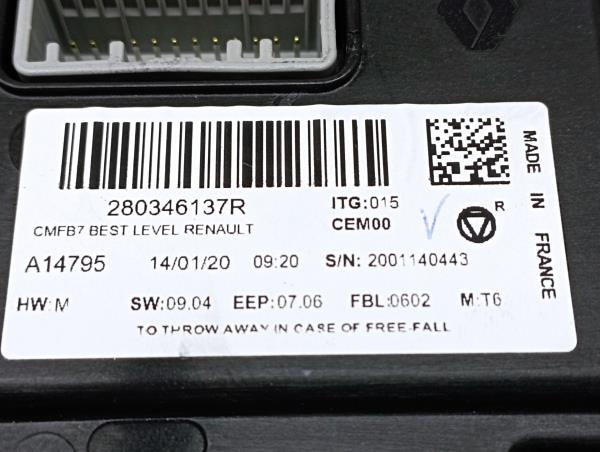 280346137R
ITG:015
CMFB7 BEST LEVEL RENAULT
CEM00
R
A14795 14/01/20 09:20 S/N: 2001140443
HW:M SW:09.04 EEP:07.06 FBL:0602 M:T6
TO THROW AWAY IN CASE OF FREE-FALL
MADE IN FRANCE